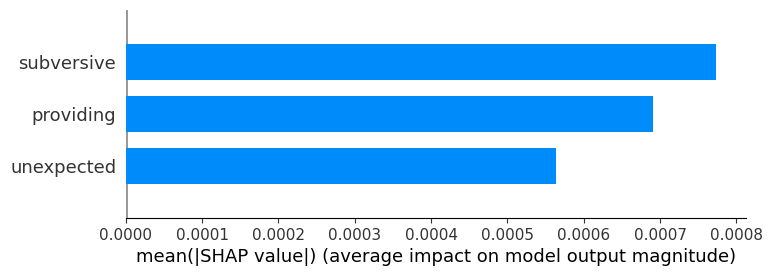 subversive
providing
unexpected
0.0000 0.0001 0.0002 0.0003 0.0004 0.0005 0.0006 0.0007 0.0008
mean(|SHAP value|) (average impact on model output magnitude)